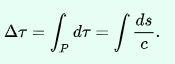 Δτ = ∫_P dτ = ∫ ds/c.